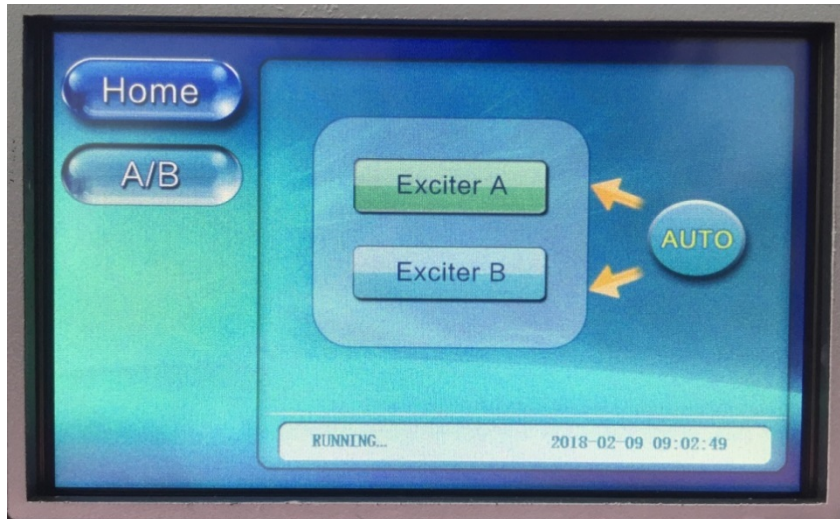 Home
A/B
Exciter A
Exciter B
AUTO
RUNNING... 2018-02-09 09:02:49